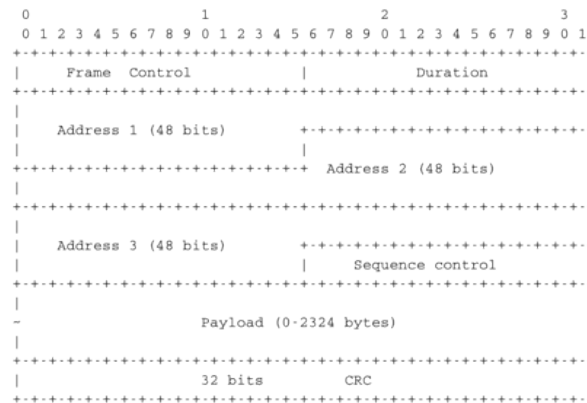 0 1 2 3
0 1 2 3 4 5 6 7 8 9 0 1 2 3 4 5 6 7 8 9 0 1 2 3 4 5 6 7 8 9 0 1
Frame Control Duration
Address 1 (48 bits)
Address 2 (48 bits)
Address 3 (48 bits)
Sequence control
Payload (0-2324 bytes)
32 bits CRC